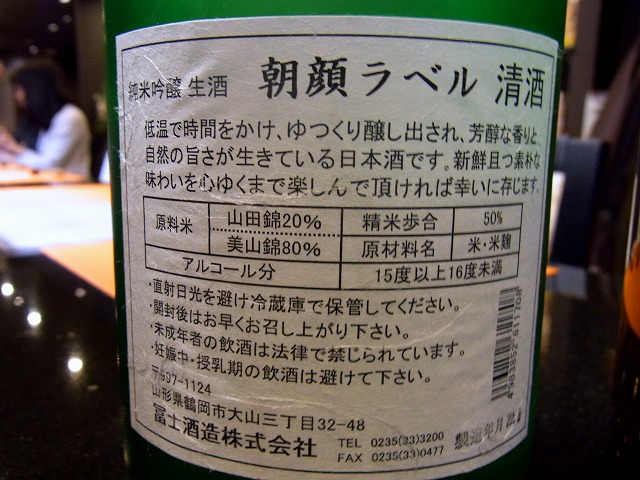 純米吟醸 生酒 朝顔ラベル 清酒
低温で時間をかけ、ゆつくり醸し出され、芳醇な香りと、
自然の旨さが生きている日本酒です。新鮮且つ素朴な
味わいを心ゆくまで楽しんで頂ければ幸いに存じます。
原料米 山田錦20% 精米歩合 50%
美山錦80% 原材料名 米・米麹
アルコール分 15度以上16度未満
・直射日光を避け冷蔵庫で保管してください。
・開封後はお早くお召し上がり下さい。
・未成年者の飲酒は法律で禁じられています。
・妊娠中・授乳期の飲酒は避けて下さい。
〒997-1124
山形県鶴岡市大山三丁目32-48
冨士酒造株式会社
TEL 0235(33)3200
FAX 0235(33)0477
製造年月